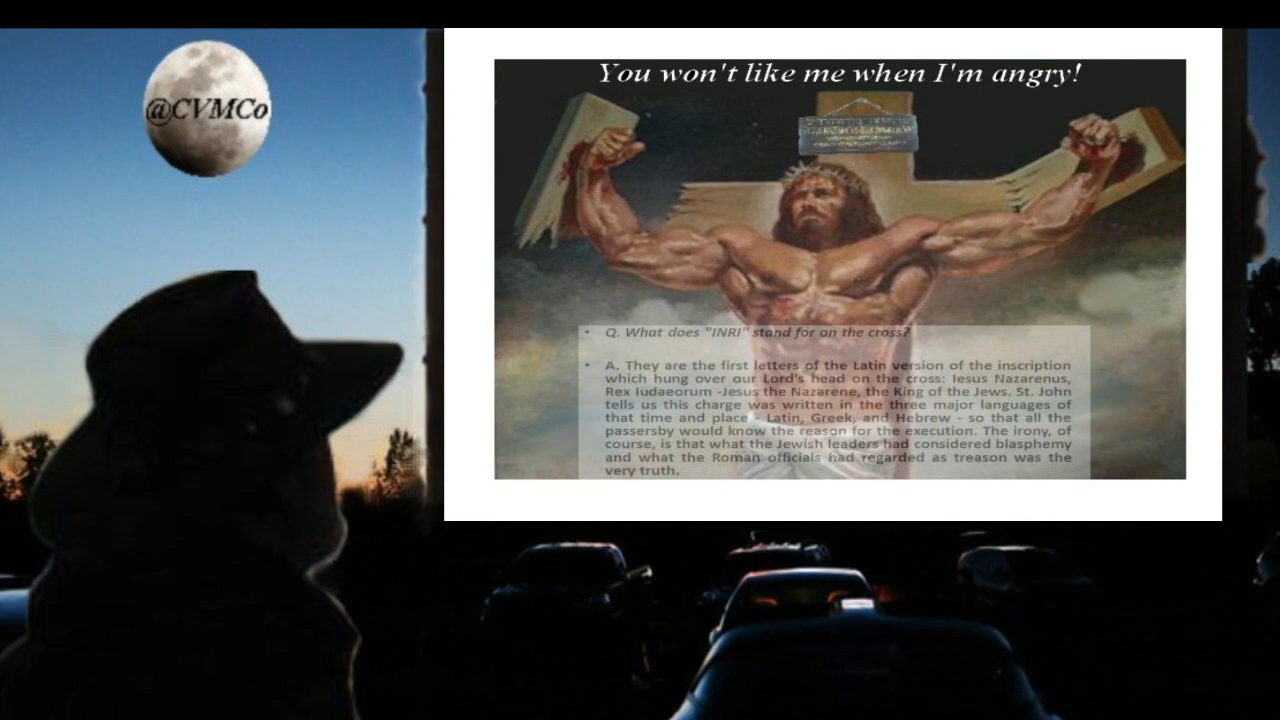 @CVMCo
You won't like me when I'm angry!
• Q. What does "INRI" stand for on the cross?
• A. They are the first letters of the Latin version of the inscription
which hung over our Lord's head on the cross: Iesus Nazarenus,
Rex Iudaeorum -Jesus the Nazarene, the King of the Jews. St. John
tells us this charge was written in the three major languages of
that time and place - Latin, Greek, and Hebrew - so that all the
passersby would know the reason for the execution. The irony, of
course, is that what the Jewish leaders had considered blasphemy
and what the Roman officials had regarded as treason was the
very truth.